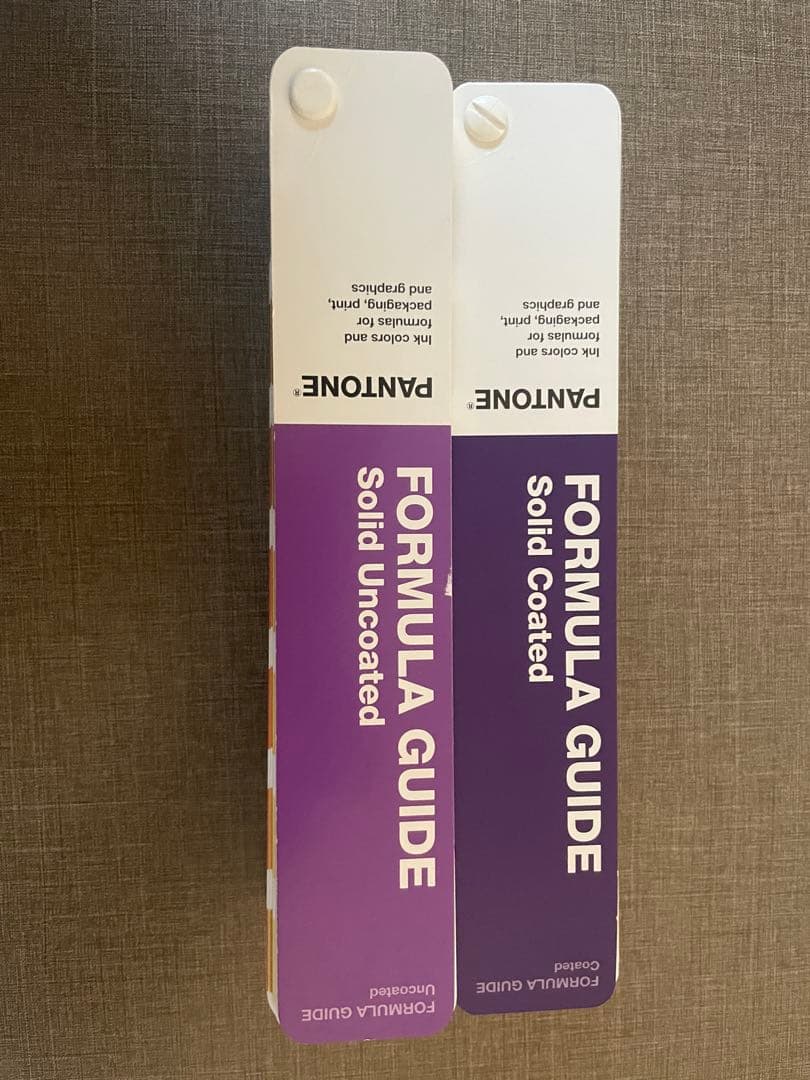 FORMULA GUIDE
Uncoated
FORMULA GUIDE
Solid Uncoated
PANTONE®
Ink colors and
formulas for
packaging, print,
and graphics
FORMULA GUIDE
Coated
FORMULA GUIDE
Solid Coated
PANTONE®
Ink colors and
formulas for
packaging, print,
and graphics